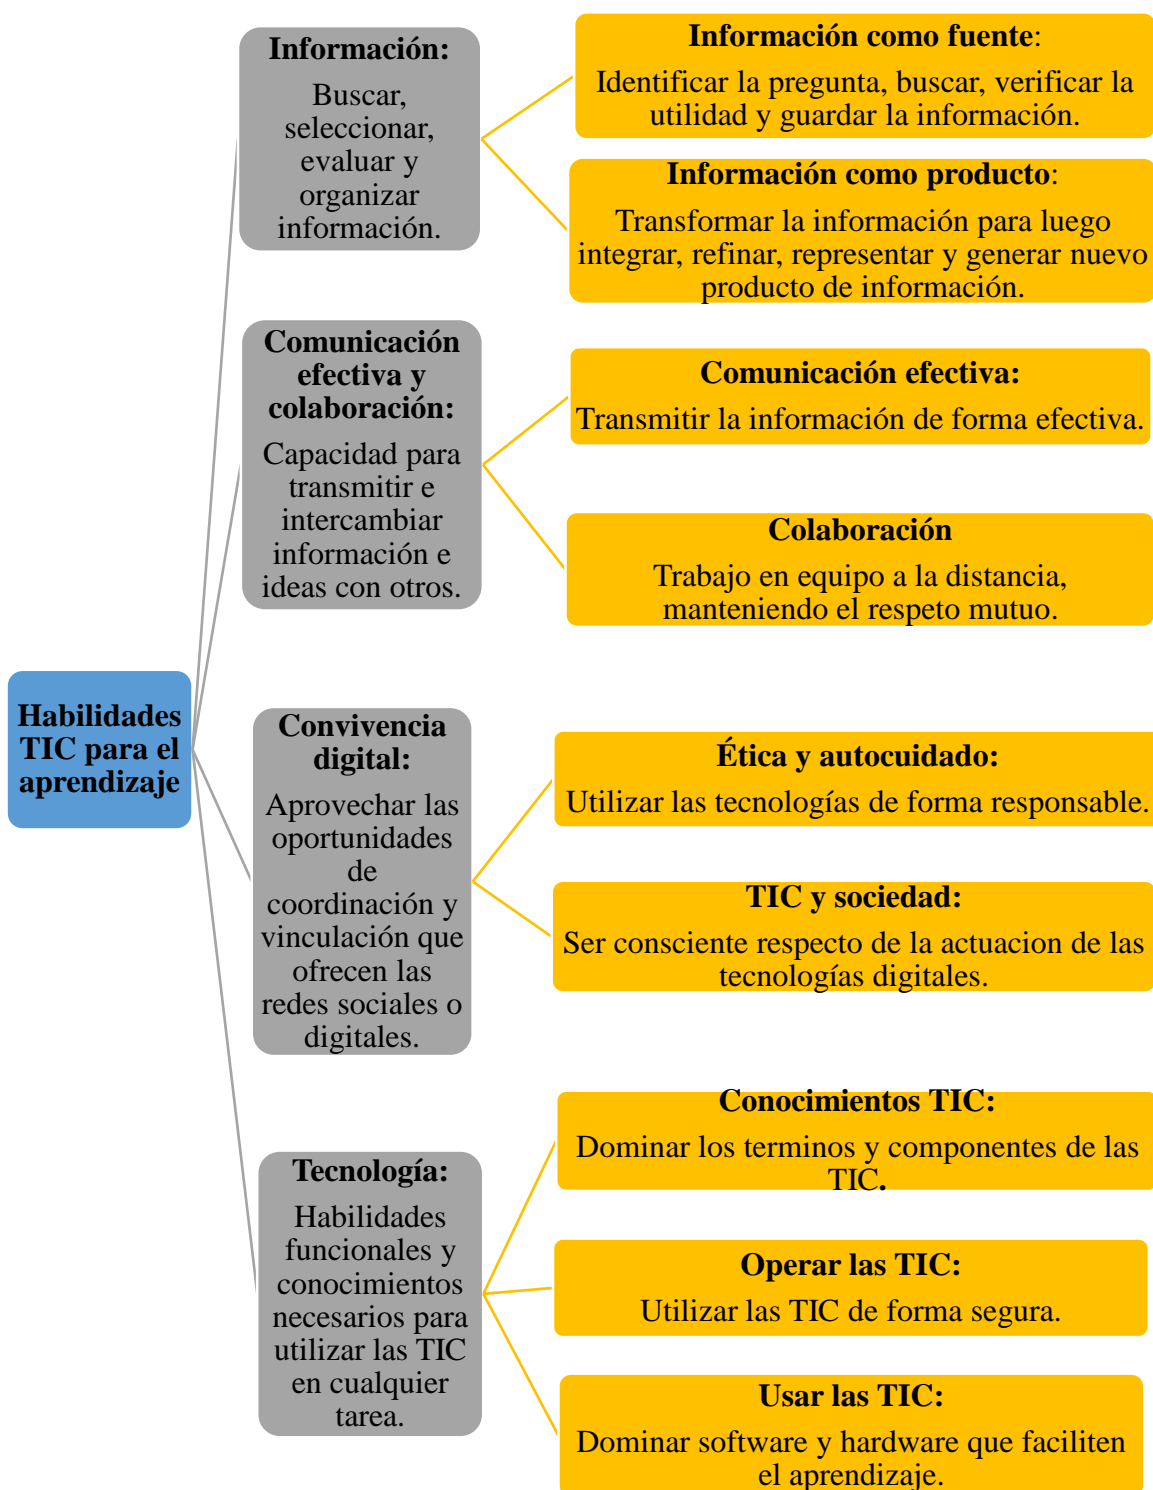 Habilidades
TIC para el
aprendizaje
Información:
Buscar,
seleccionar,
evaluar y
organizar
información.
Información como fuente:
Identificar la pregunta, buscar, verificar la
utilidad y guardar la información.
Información como producto:
Transformar la información para luego
integrar, refinar, representar y generar nuevo
producto de información.
Comunicación
efectiva y
colaboración:
Capacidad para
transmitir e
intercambiar
información e
ideas con otros.
Comunicación efectiva:
Transmitir la información de forma efectiva.
Colaboración
Trabajo en equipo a la distancia,
manteniendo el respeto mutuo.
Convivencia
digital:
Aprovechar las
oportunidades
de
coordinación y
vinculación que
ofrecen las
redes sociales o
digitales.
Ética y autocuidado:
Utilizar las tecnologías de forma responsable.
TIC y sociedad:
Ser consciente respecto de la actuacion de las
tecnologías digitales.
Tecnología:
Habilidades
funcionales y
conocimientos
necesarios para
utilizar las TIC
en cualquier
tarea.
Conocimientos TIC:
Dominar los terminos y componentes de las
TIC.
Operar las TIC:
Utilizar las TIC de forma segura.
Usar las TIC:
Dominar software y hardware que faciliten
el aprendizaje.